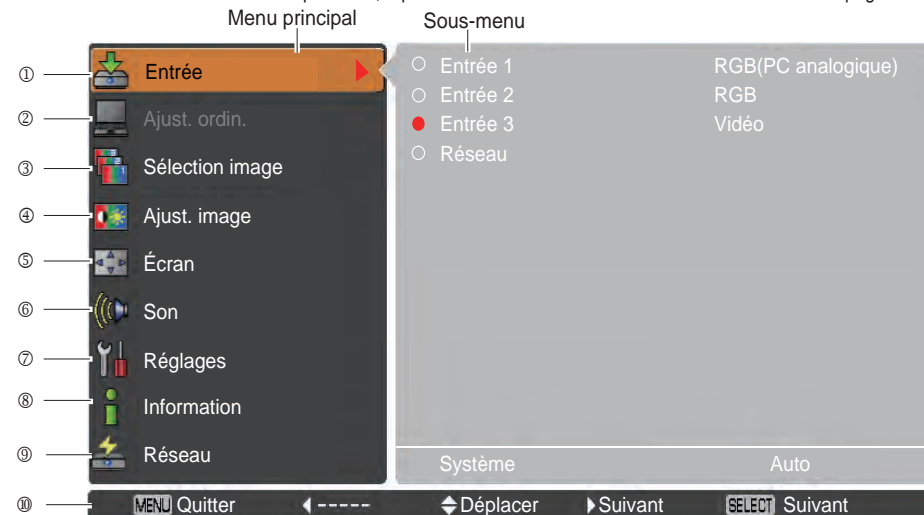 Menu principal
Sous-menu
① Entrée
② Ajust. ordin.
③ Sélection image
④ Ajust. image
⑤ Écran
⑥ Son
⑦ Réglages
⑧ Information
⑨ Réseau
Entrée 1 RGB(PC analogique)
Entrée 2 RGB
Entrée 3 Vidéo
Réseau
Système Auto
⑩ MENU Quitter ----- Déplacer Suivant SELECT Suivant